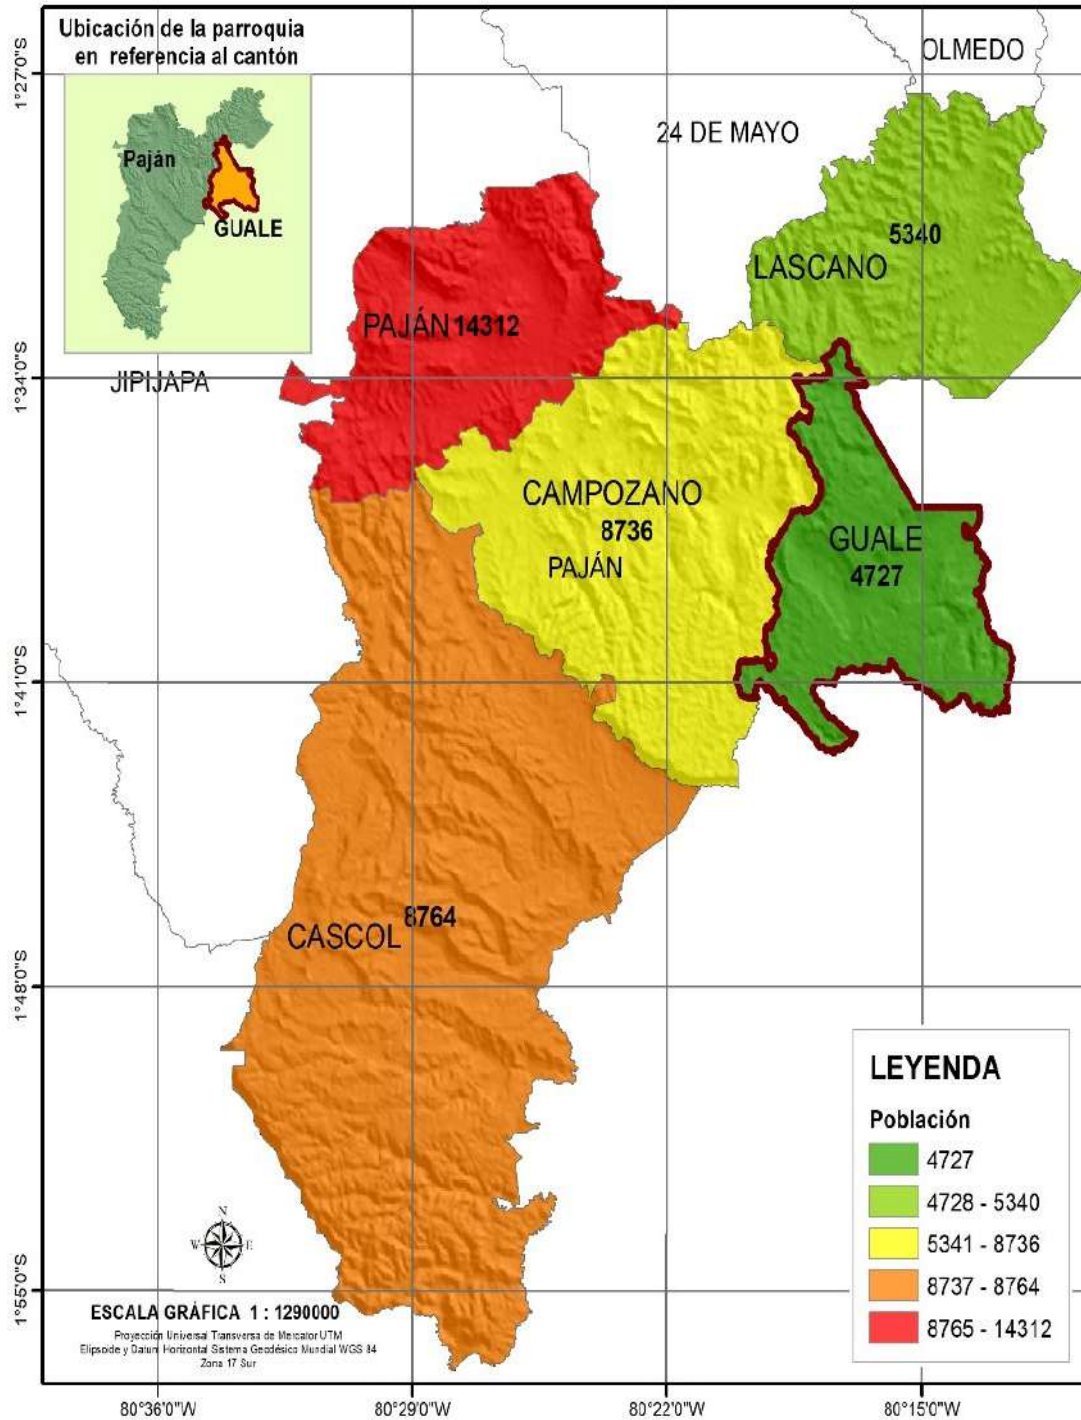 Ubicación de la parroquia
en referencia al cantón
Paján
GUALE
OLMEDO
24 DE MAYO
5340
LASCANO
PAJÁN 14312
JIPIJAPA
CAMPOZANO
8736
PAJÁN
GUALE
4727
8764
CASCOL
LEYENDA
Población
4727
4728 - 5340
5341 - 8736
8737 - 8764
8765 - 14312
N
W E
S
ESCALA GRÁFICA 1 : 1290000
Proyección Universal Transversa de Mercator UTM
Elipsoide y Datum Horizontal Sistema Geodésico Mundial WGS 84
Zona 17 Sur
1°27'0"S
1°34'0"S
1°41'0"S
1°48'0"S
1°55'0"S
80°36'0"W
80°29'0"W
80°22'0"W
80°15'0"W